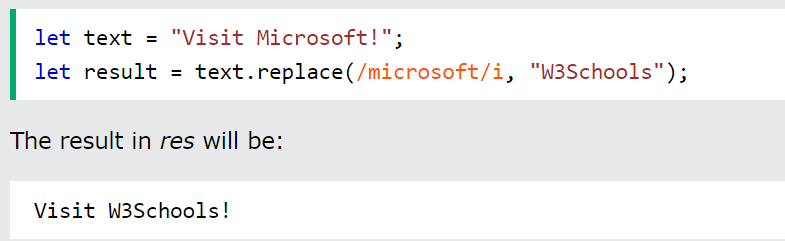 let text = "Visit Microsoft!";
let result = text.replace(/microsoft/i, "W3Schools");
The result in res will be:
Visit W3Schools!